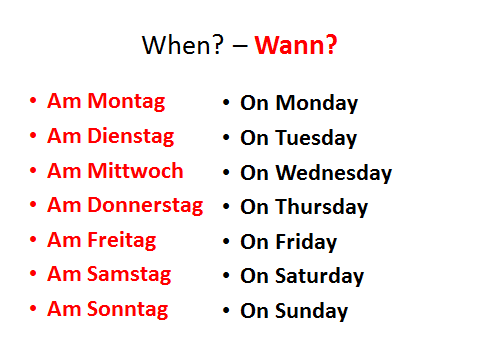 When? – Wann?
• Am Montag
• Am Dienstag
• Am Mittwoch
• Am Donnerstag
• Am Freitag
• Am Samstag
• Am Sonntag
• On Monday
• On Tuesday
• On Wednesday
• On Thursday
• On Friday
• On Saturday
• On Sunday